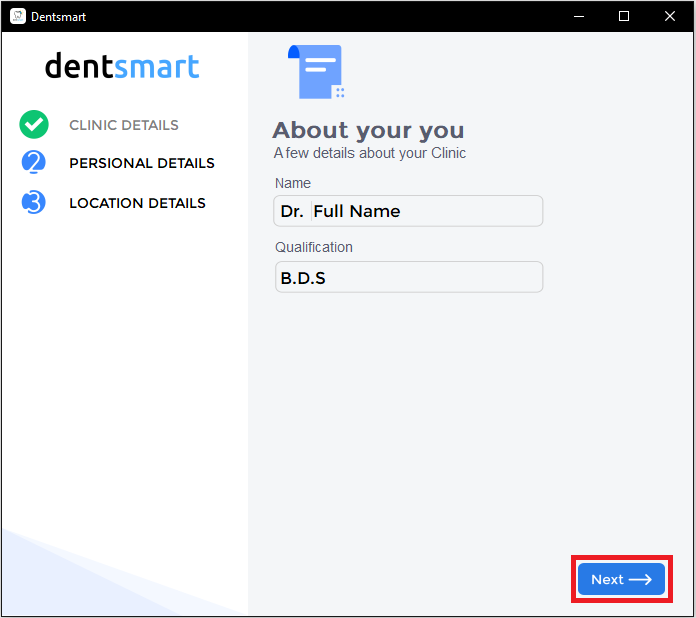 Dentsmart
dentsmart
CLINIC DETAILS
2 PERSIONAL DETAILS
3 LOCATION DETAILS
About your you
A few details about your Clinic
Name
Dr. Full Name
Qualification
B.D.S
Next →